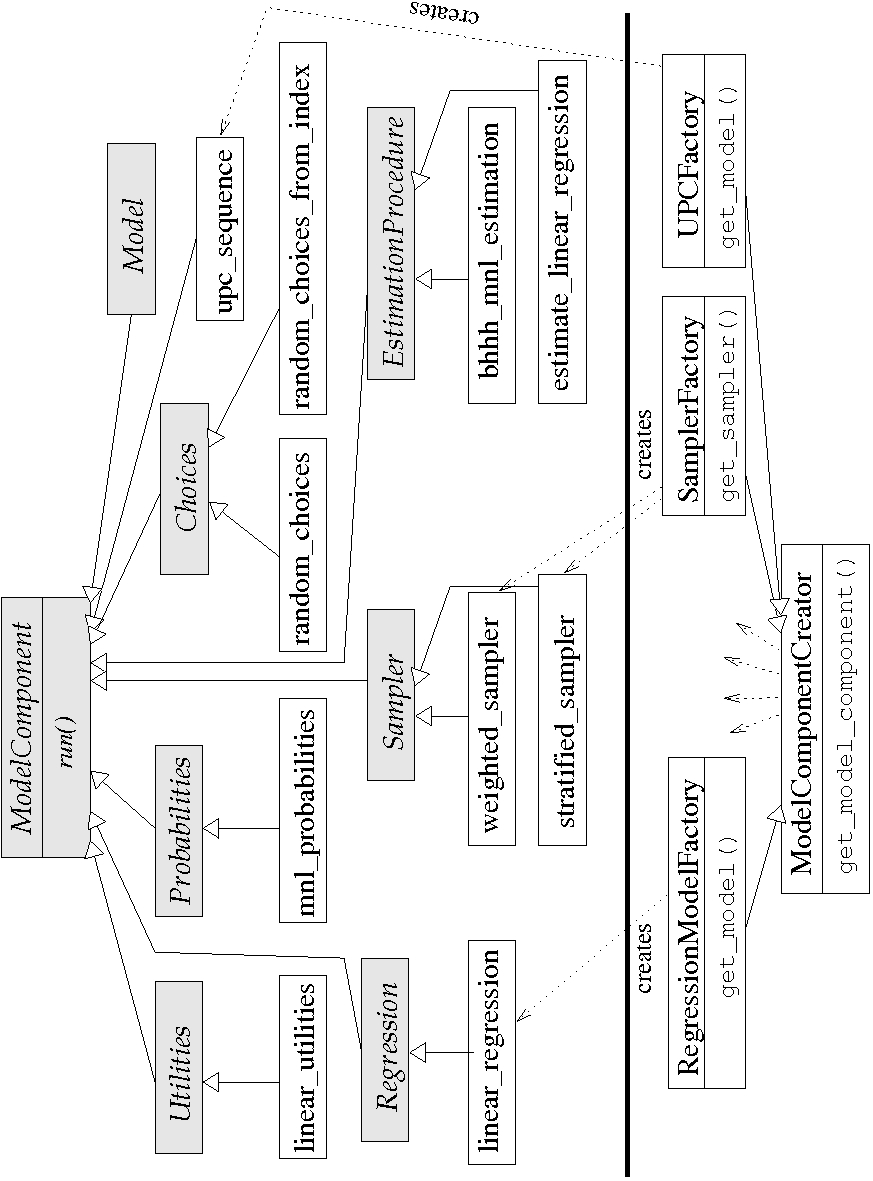 ModelComponent
run()
Utilities
linear_utilities
Regression
linear_regression
Probabilities
mnl_probabilities
Sampler
weighted_sampler
stratified_sampler
Choices
random_choices
random_choices_from_index
Model
upc_sequence
EstimationProcedure
bhhh_mnl_estimation
estimate_linear_regression
creates
creates
creates
RegressionModelFactory
get_model()
SamplerFactory
get_sampler()
UPCFactory
get_model()
ModelComponentCreator
get_model_component()